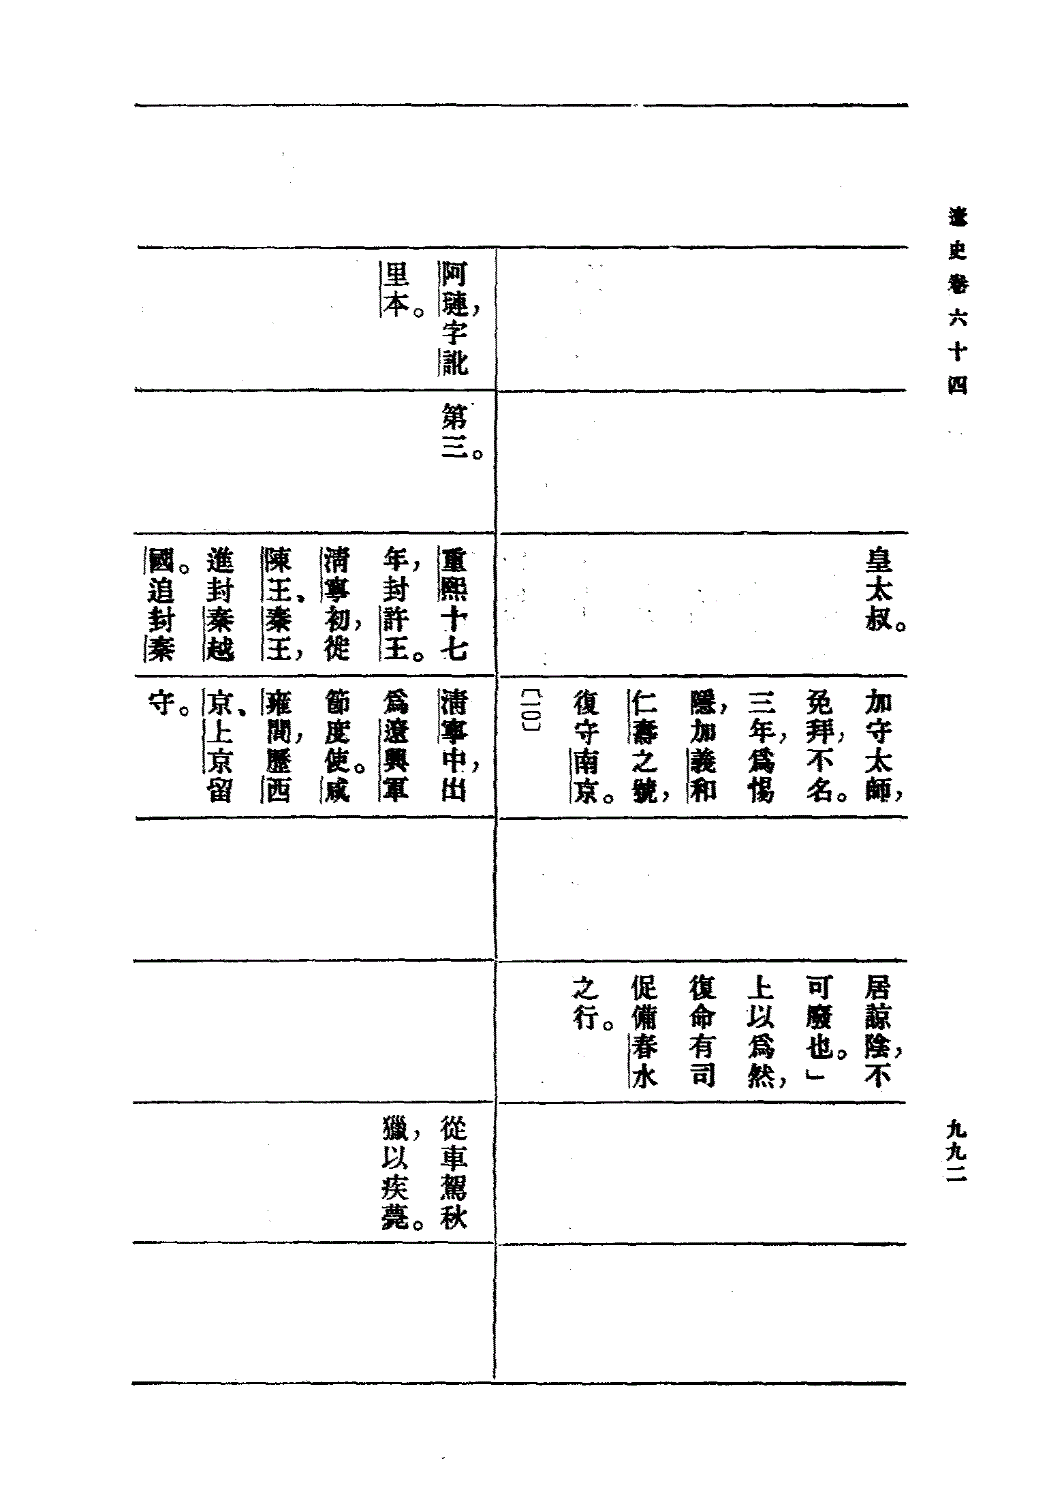 遼史卷六十四
皇太叔。
加守太師，
免拜，不名。
三年，爲惕
隱，加義和
仁壽之號，
復守南京。
〔一〇〕
居諒陰，不
可廢也。」
上以爲然，
復命有司
促備春水
之行。
阿璉，字訛
里本。
第三。
重熙十七
年，封許王。
清寧初，徙
陳王、秦王，
進封秦越
國。追封秦
清寧中，出
爲遼興軍
節度使。咸
雍間，歷西
京、上京留
守。
從車駕秋
獵，以疾薨。
九九二